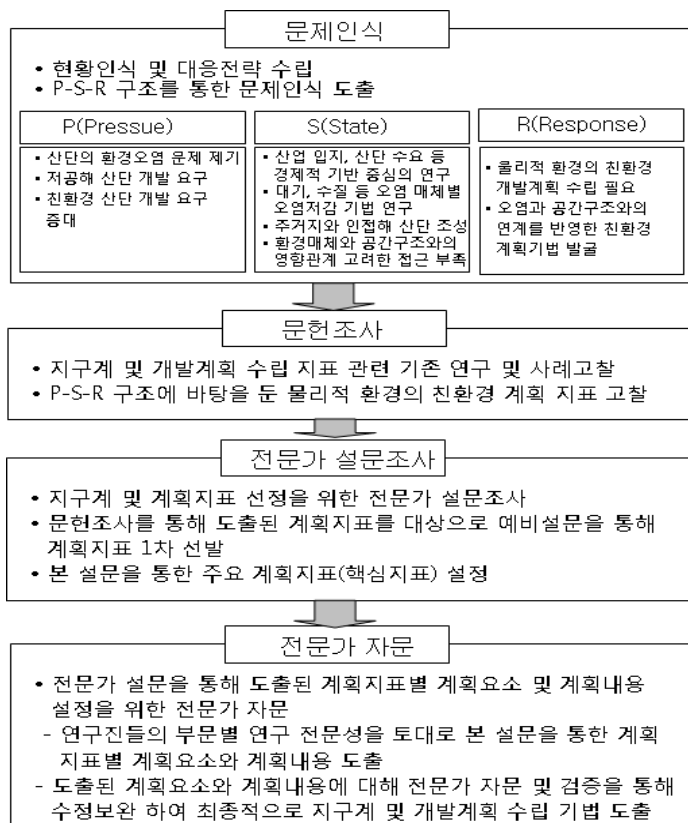 문제인식
• 현황인식 및 대응전략 수립
• P-S-R 구조를 통한 문제인식 도출
P(Pressue)
• 산단의 환경오염 문제 제기
• 저공해 산단 개발 요구
• 친환경 산단 개발 요구
증대
S(State)
• 산업 입지, 산단 수요 등
경제적 기반 중심의 연구
• 대기, 수질 등 오염 매체별
오염저감 기법 연구
• 주거지와 인접해 산단 조성
• 환경매체와 공간구조와의
영향관계 고려한 접근 부족
R(Response)
• 물리적 환경의 친환경
개발계획 수립 필요
• 오염과 공간구조와의
연계를 반영한 친환경
계획기법 발굴
문헌조사
• 지구계 및 개발계획 수립 지표 관련 기존 연구 및 사례고찰
• P-S-R 구조에 바탕을 둔 물리적 환경의 친환경 계획 지표 고찰
전문가 설문조사
• 지구계 및 계획지표 선정을 위한 전문가 설문조사
• 문헌조사를 통해 도출된 계획지표를 대상으로 예비설문을 통해
계획지표 1차 선발
• 본 설문을 통한 주요 계획지표(핵심지표) 설정
전문가 자문
• 전문가 설문을 통해 도출된 계획지표별 계획요소 및 계획내용
설정을 위한 전문가 자문
- 연구진들의 부문별 연구 전문성을 토대로 본 설문을 통한 계획
지표별 계획요소와 계획내용 도출
- 도출된 계획요소와 계획내용에 대해 전문가 자문 및 검증을 통해
수정보완 하여 최종적으로 지구계 및 개발계획 수립 기법 도출